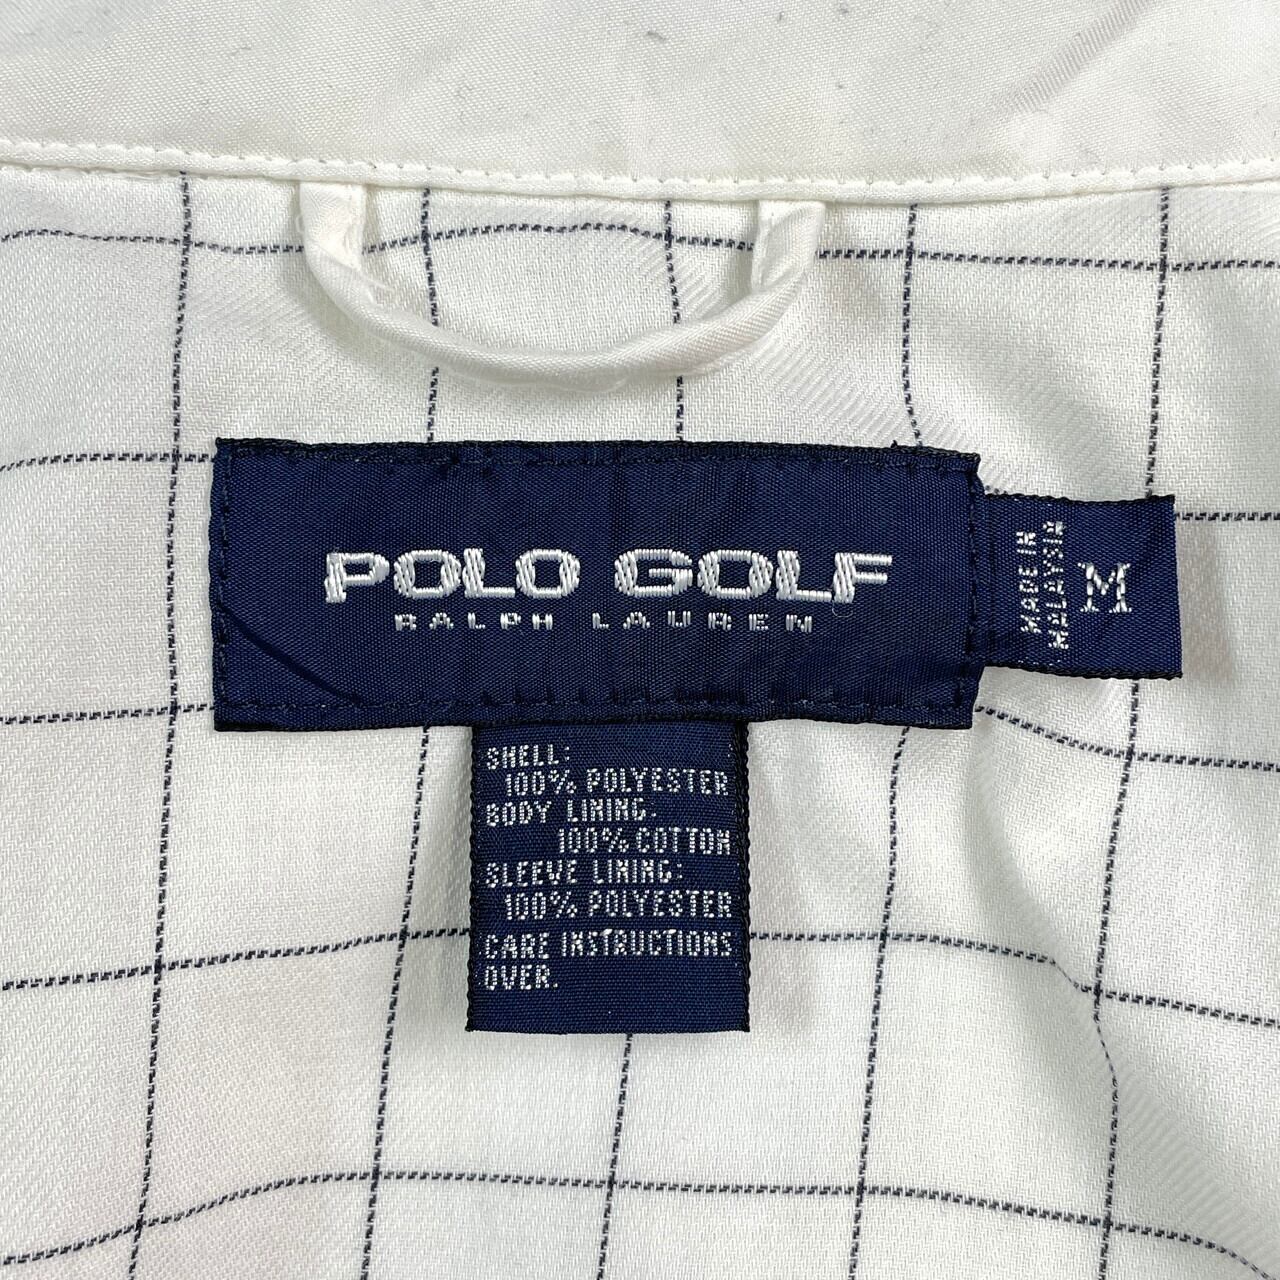 POLO GOLF
RALPH LAUREN
MADE IN
MALAYSIA
M
SHELL:
100% POLYESTER
BODY LINING:
100% COTTON
SLEEVE LINING:
100% POLYESTER
CARE INSTRUCTIONS
OVER.